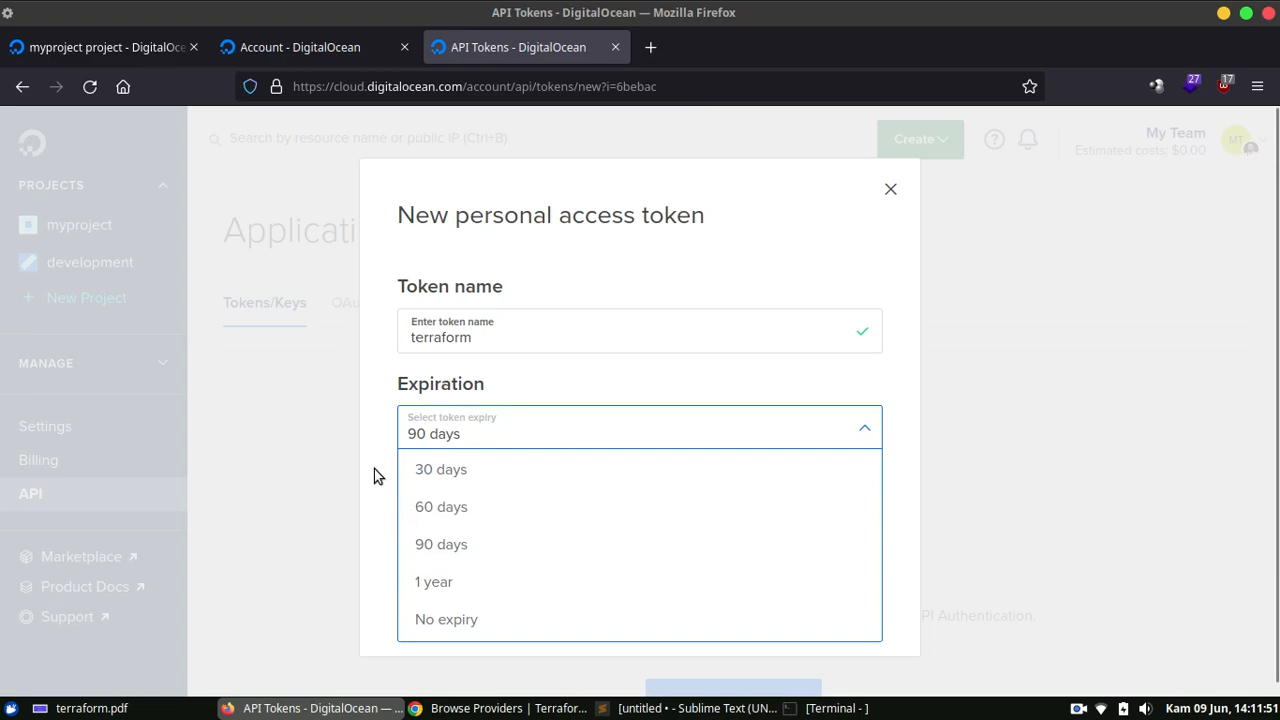 API Tokens - DigitalOcean — Mozilla Firefox
myproject project - DigitalOce
Account - DigitalOcean
API Tokens - DigitalOcean
https://cloud.digitalocean.com/account/api/tokens/new?i=6bebac
27
17
Search by resource name or public IP (Ctrl+B)
Create
My Team
Estimated costs: $0.00
MT
PROJECTS
myproject
development
+ New Project
MANAGE
Settings
Billing
API
Marketplace
Product Docs
Support
Applicati
Tokens/Keys
OAu
PI Authentication.
New personal access token
Token name
Enter token name
terraform
Expiration
Select token expiry
90 days
30 days
60 days
90 days
1 year
No expiry
terraform.pdf
API Tokens - DigitalOcean — ...
Browse Providers | Terrafor...
[untitled • - Sublime Text (UN...
[Terminal - ]
Kam 09 Jun, 14:11:51